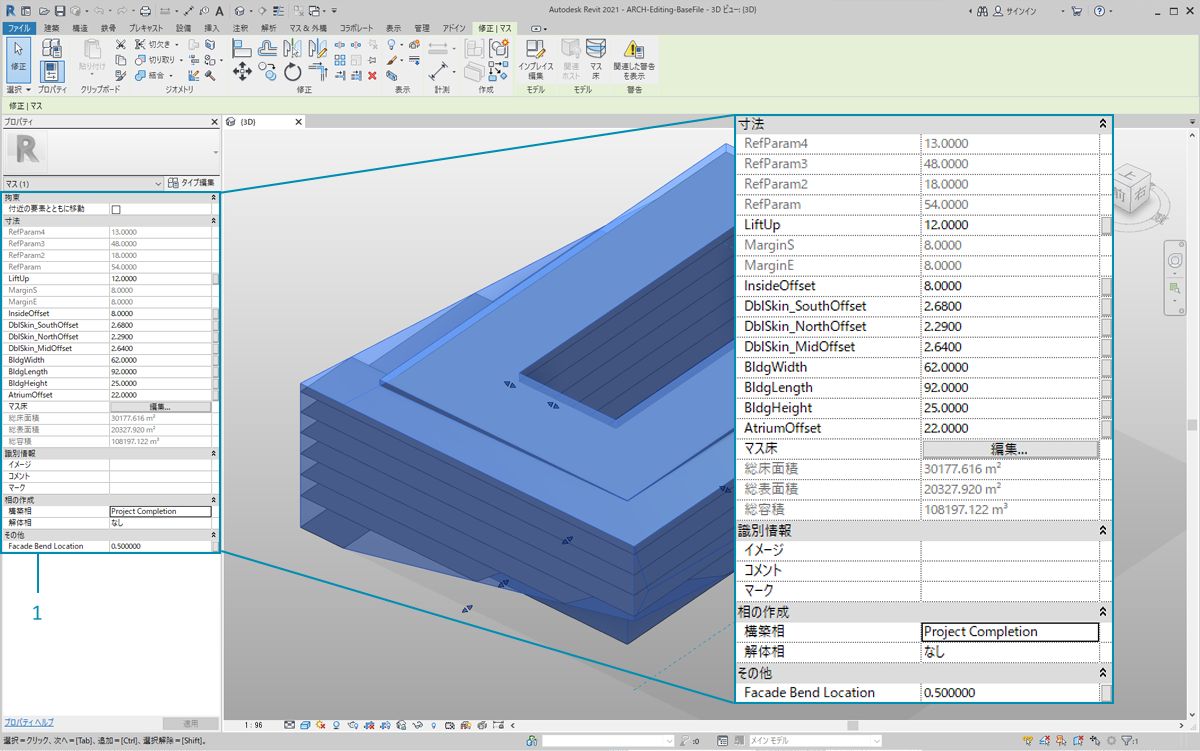 Autodesk Revit 2021 - ARCH-Editing-BaseFile - 3D ビュー: {3D}
サインイン
ファイル 建築 構造 鉄骨 プレキャスト 設備 挿入 注釈 解析 マス & 外構 コラボレート 表示 管理 アドイン 修正 | マス
修正
貼り付け
切欠き
切り取り
結合
インプレイス 編集
関連 ホスト
マス 床
関連した警告 を表示
選択 プロパティ クリップボード ジオメトリ 修正 表示 計測 作成 モデル モデル 警告
修正 | マス
プロパティ
R
マス (1)
タイプ編集
拘束
付近の要素とともに移動
寸法
RefParam4 13.0000
RefParam3 48.0000
RefParam2 18.0000
RefParam 54.0000
LiftUp 12.0000
MarginS 8.0000
MarginE 8.0000
InsideOffset 8.0000
DblSkin_SouthOffset 2.6800
DblSkin_NorthOffset 2.2900
DblSkin_MidOffset 2.6400
BldgWidth 62.0000
BldgLength 92.0000
BldgHeight 25.0000
AtriumOffset 22.0000
マス床 編集...
総床面積 30177.616 m²
総表面積 20327.920 m²
総容積 108197.122 m³
識別情報
イメージ
コメント
マーク
相の作成
構築相 Project Completion
解体相 なし
その他
Facade Bend Location 0.500000
1
プロパティ ヘルプ
適用
{3D}
寸法
RefParam4 13.0000
RefParam3 48.0000
RefParam2 18.0000
RefParam 54.0000
LiftUp 12.0000
MarginS 8.0000
MarginE 8.0000
InsideOffset 8.0000
DblSkin_SouthOffset 2.6800
DblSkin_NorthOffset 2.2900
DblSkin_MidOffset 2.6400
BldgWidth 62.0000
BldgLength 92.0000
BldgHeight 25.0000
AtriumOffset 22.0000
マス床 編集...
総床面積 30177.616 m²
総表面積 20327.920 m²
総容積 108197.122 m³
識別情報
イメージ
コメント
マーク
相の作成
構築相 Project Completion
解体相 なし
その他
Facade Bend Location 0.500000
上
前
右
1 : 96
選択 = クリック、次へ = [Tab]、追加 = [Ctrl]、選択解除 = [Shift]。
:0
メイン モデル
:1